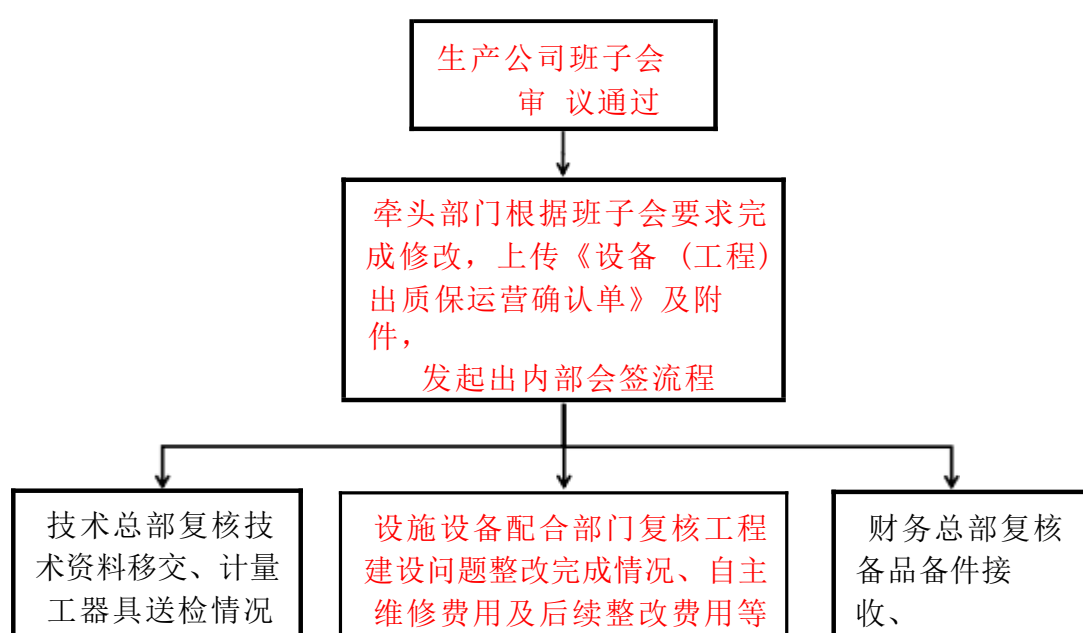 生产公司班子会
审 议通过
牵头部门根据班子会要求完
成修改，上传《设备 (工程)
出质保运营确认单》及附
件，
发起出内部会签流程
技术总部复核技
术资料移交、计量
工器具送检情况
设施设备配合部门复核工程
建设问题整改完成情况、自主
维修费用及后续整改费用等
财务总部复核
备品备件接
收、